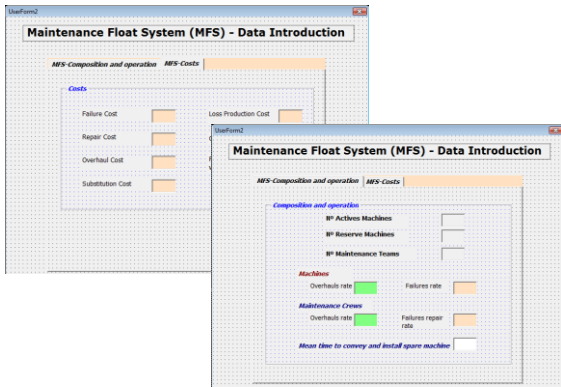 UserForm2
Maintenance Float System (MFS) - Data Introduction
MFS-Composition and operation MFS-Costs
Costs
Failure Cost Loss Production Cost
Repair Cost
Overhaul Cost
Substitution Cost
UserForm2
Maintenance Float System (MFS) - Data Introduction
MFS-Composition and operation MFS-Costs
Composition and operation
Nº Actives Machines
Nº Reserve Machines
Nº Maintenance Teams
Machines
Overhauls rate Failures rate
Maintenance Crews
Overhauls rate Failures repair
rate
Mean time to convey and install spare machine